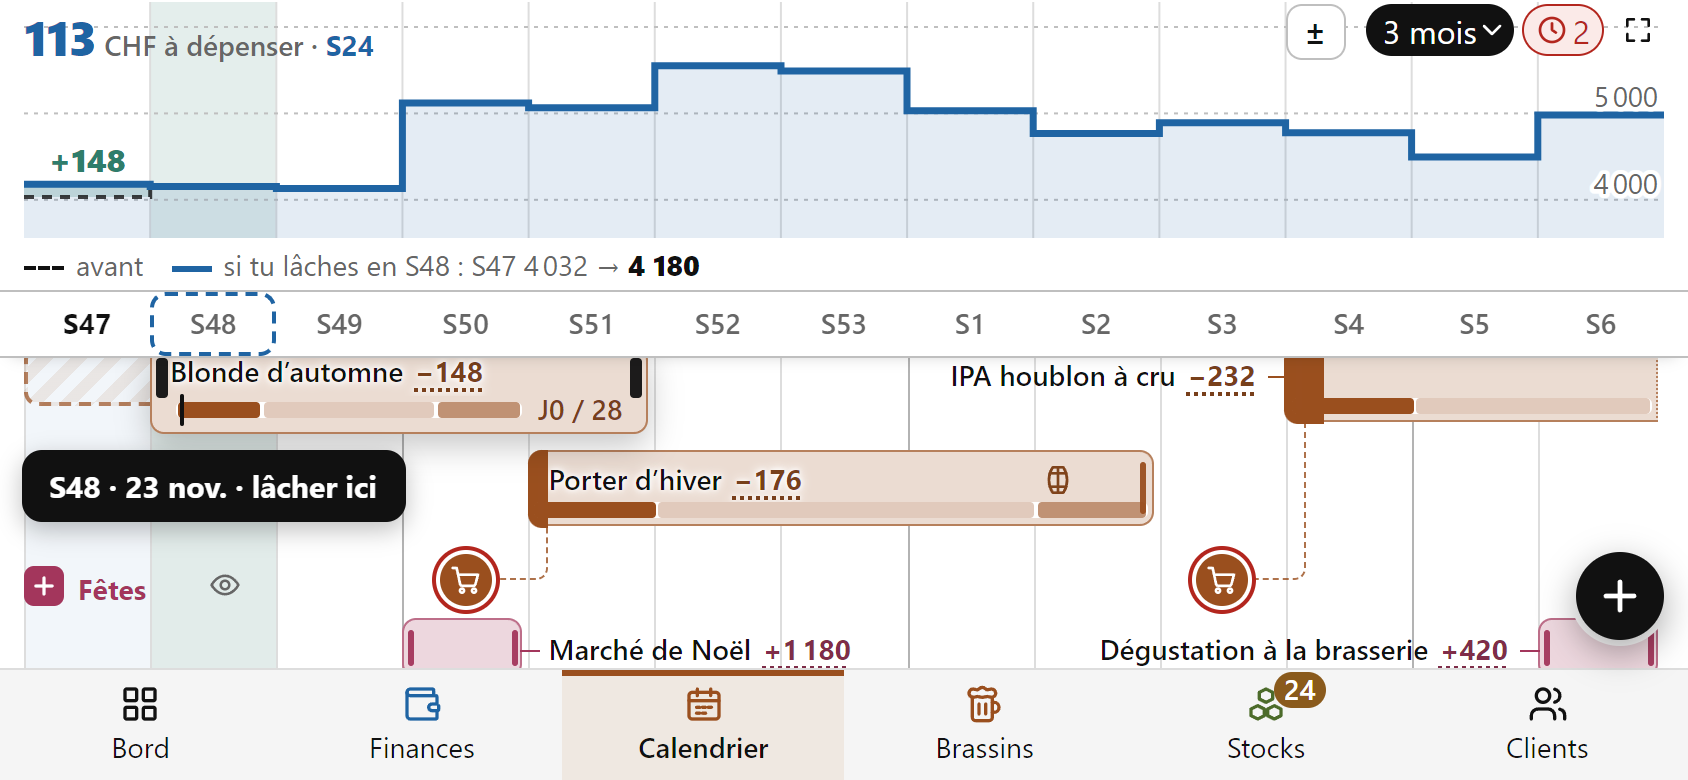 113 CHF à dépenser · S24
±
3 mois
2
5 000
+148
4 000
avant
si tu lâches en S48 : S47 4 032 → 4 180
S47 S48 S49 S50 S51 S52 S53 S1 S2 S3 S4 S5 S6
Blonde d’automne −148
J0 / 28
IPA houblon à cru −232
S48 · 23 nov. · lâcher ici
Porter d’hiver −176
+ Fêtes
Marché de Noël +1 180
Dégustation à la brasserie +420
+
Bord
Finances
Calendrier
Brassins
24
Stocks
Clients